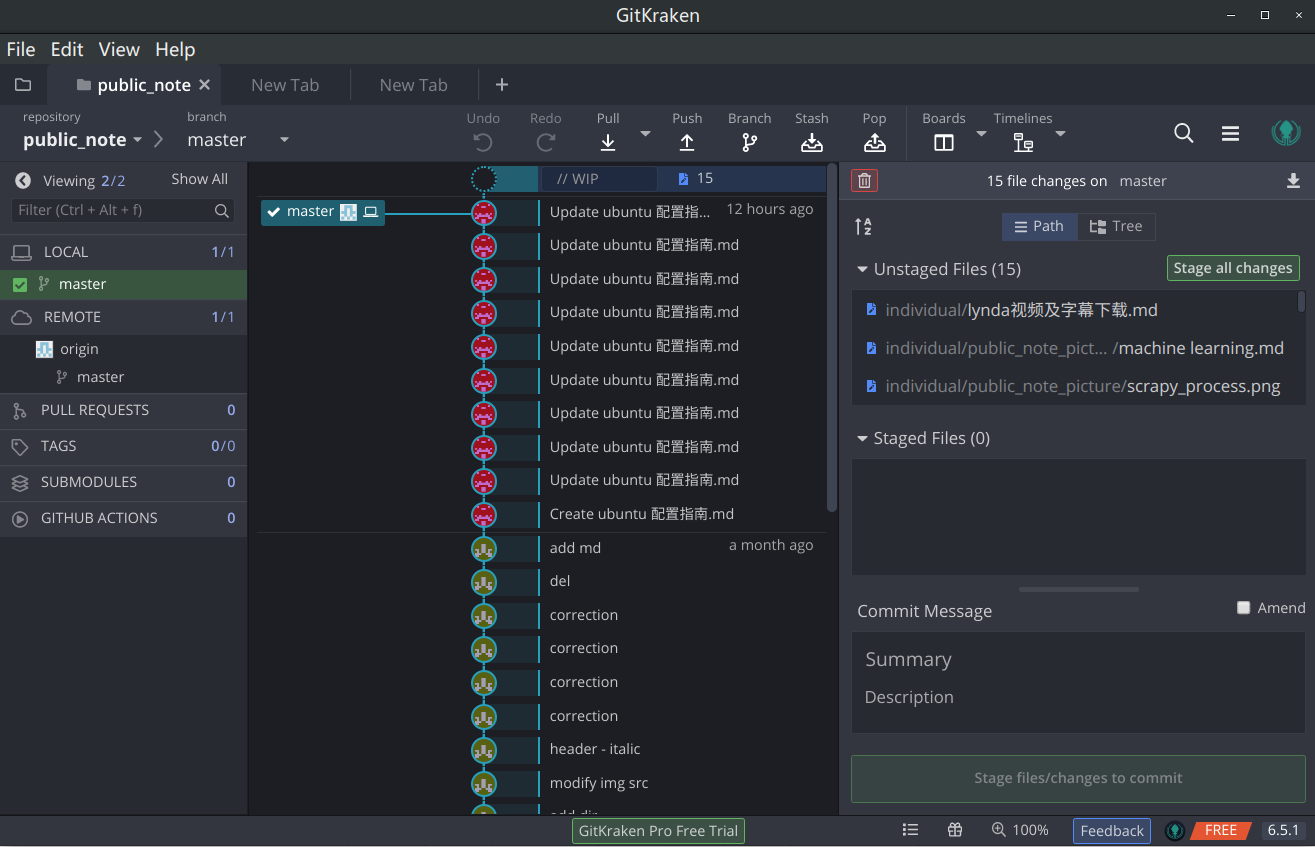 GitKraken
File Edit View Help
public_note New Tab New Tab
repository
public_note
branch
master
Undo Redo Pull Push Branch Stash Pop Boards Timelines
Viewing 2/2 Show All
Filter (Ctrl + Alt + f)
LOCAL 1/1
master
REMOTE 1/1
origin
master
PULL REQUESTS 0
TAGS 0/0
SUBMODULES 0
GITHUB ACTIONS 0
// WIP 15
master Update ubuntu 配置指... 12 hours ago
Update ubuntu 配置指南.md
Update ubuntu 配置指南.md
Update ubuntu 配置指南.md
Update ubuntu 配置指南.md
Update ubuntu 配置指南.md
Update ubuntu 配置指南.md
Update ubuntu 配置指南.md
Update ubuntu 配置指南.md
Create ubuntu 配置指南.md
add md a month ago
del
correction
correction
correction
correction
header - italic
modify img src
add dir
15 file changes on master
Path Tree
Unstaged Files (15) Stage all changes
individual/lynda视频及字幕下载.md
individual/public_note_pict... /machine learning.md
individual/public_note_picture/scrapy_process.png
Staged Files (0)
Commit Message Amend
Summary
Description
Stage files/changes to commit
GitKraken Pro Free Trial 100% Feedback FREE 6.5.1